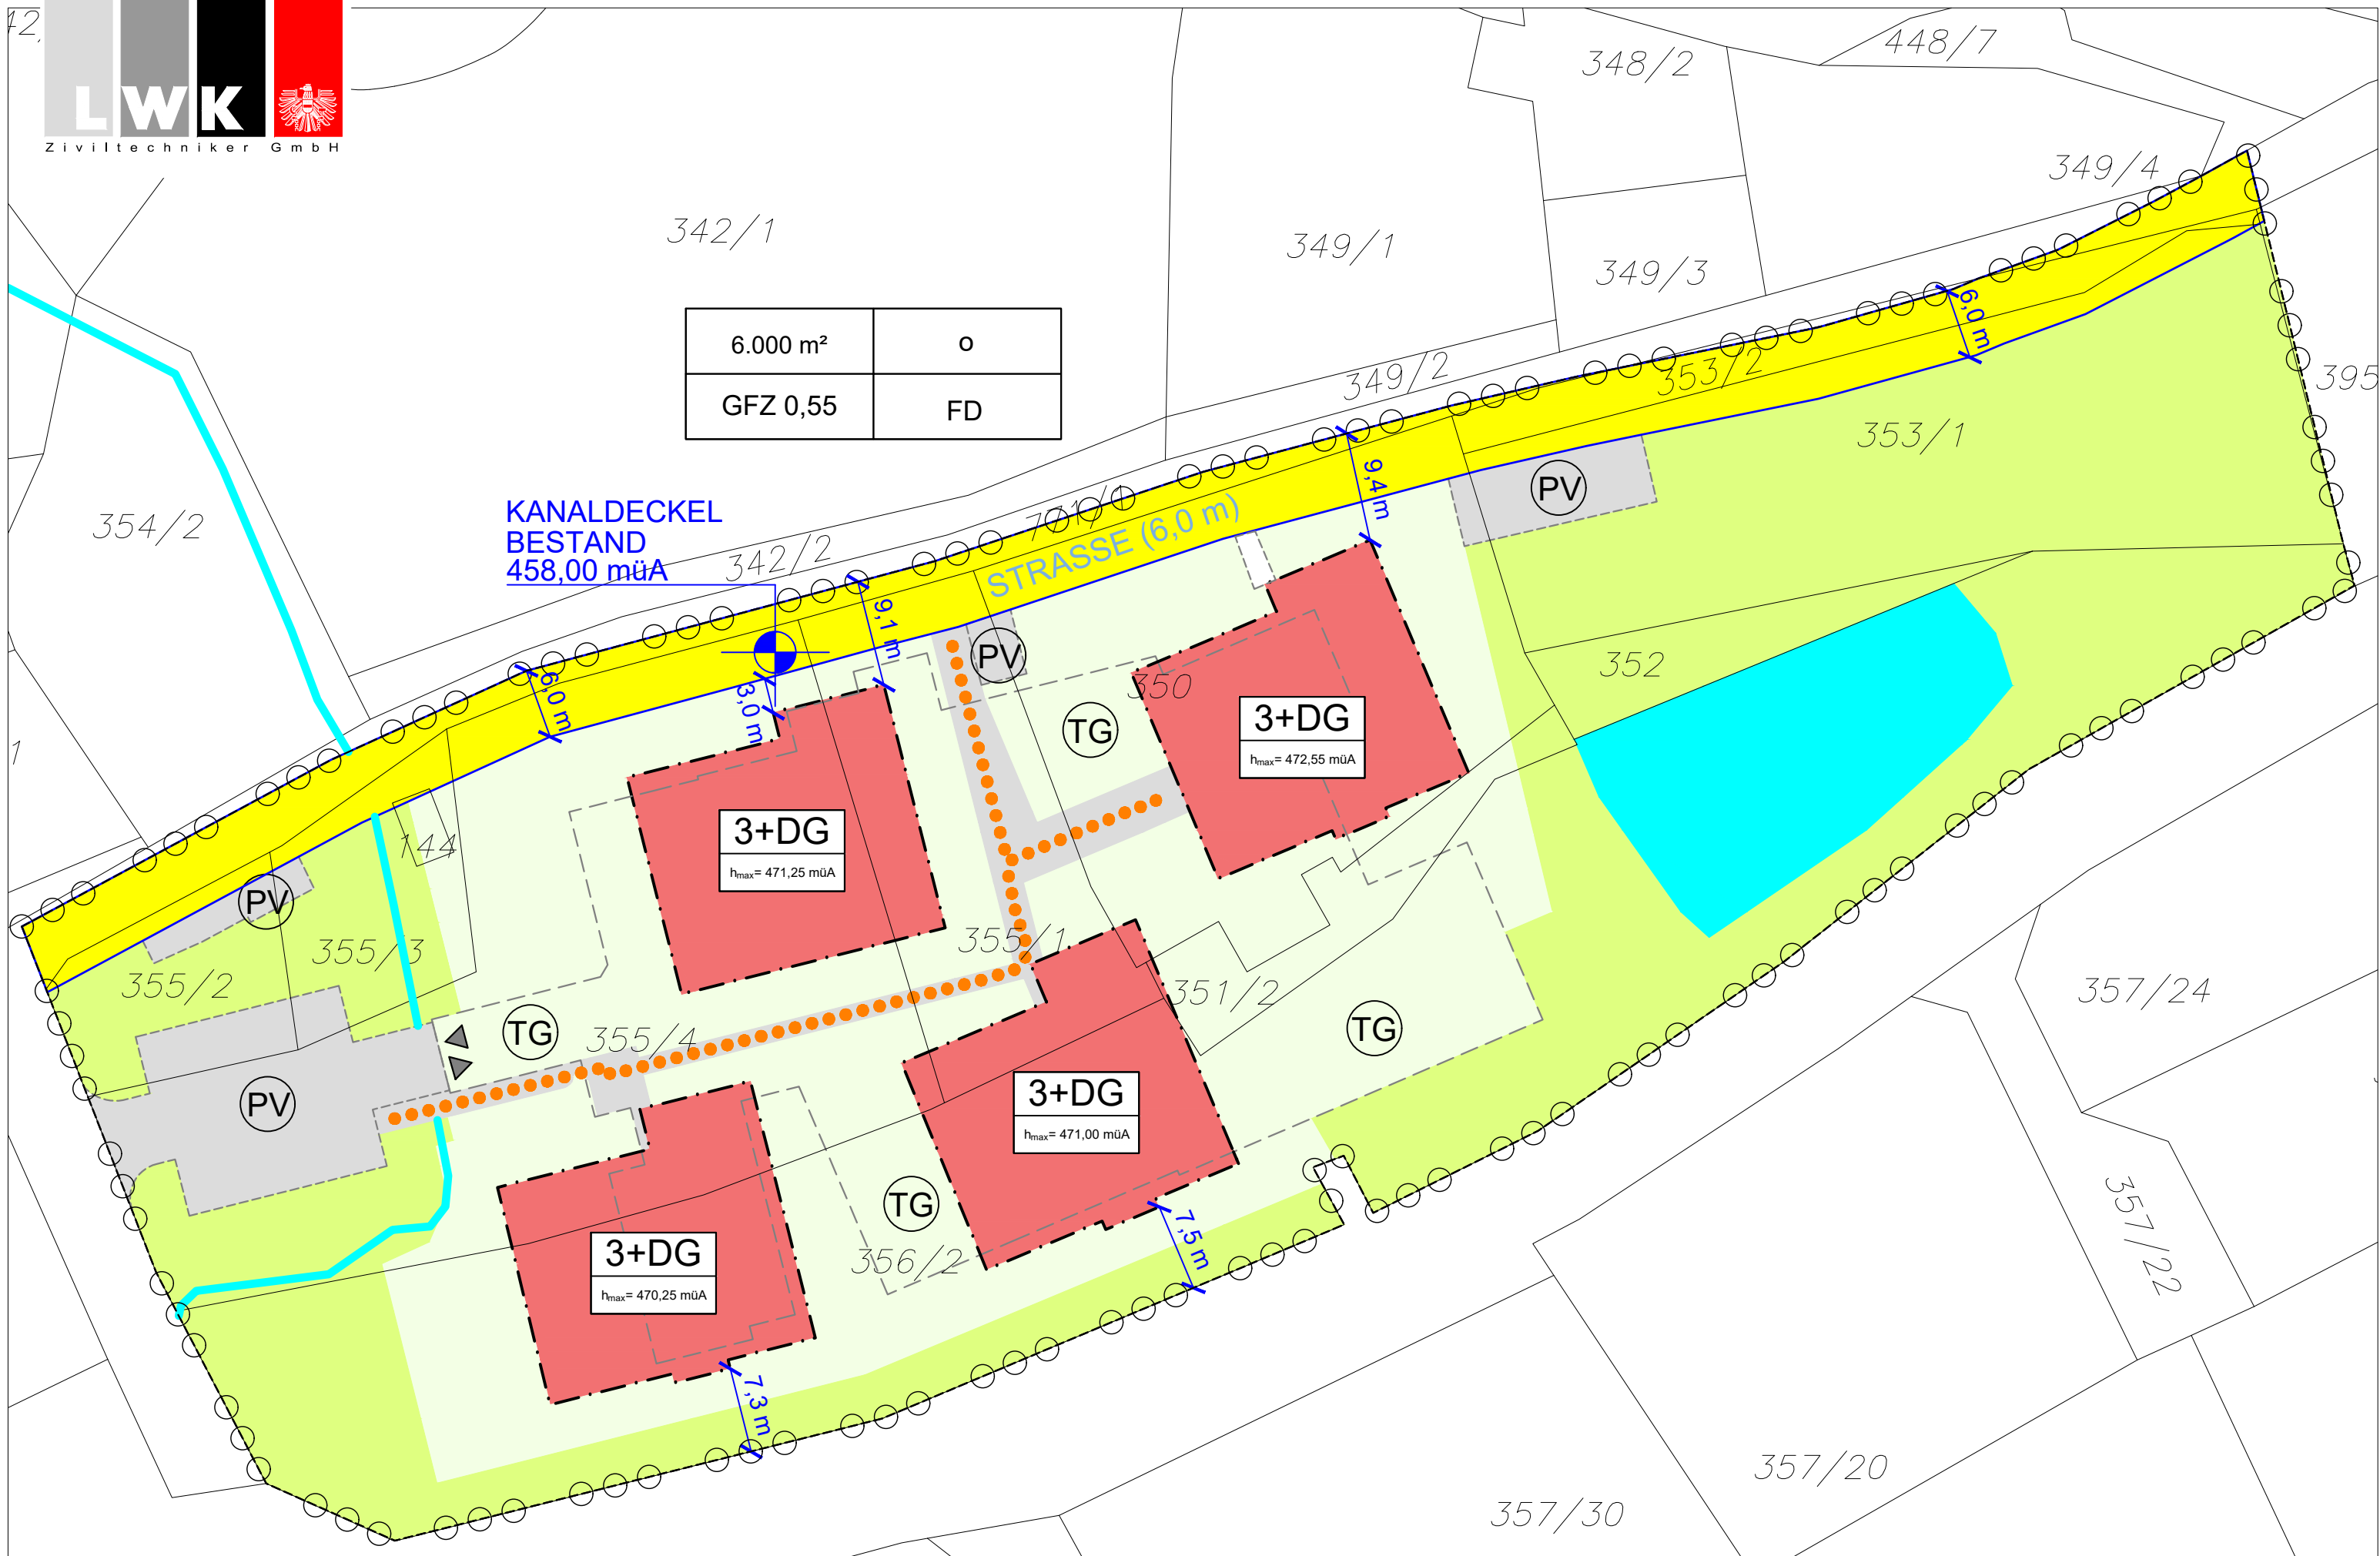 42,
LWK
Ziviltechniker GmbH
348/2
448/7
349/4
342/1
349/1
349/3
6.000 m²
o
GFZ 0,55
FD
6,0 m
395
349/2
353/2
353/1
354/2
KANALDECKEL
BESTAND
458,00 müA
342/2
771/1
STRASSE (6,0 m)
9,4 m
PV
9,1 m
6,0 m
3,0 m
PV
350
352
TG
3+DG
hmax= 472,55 müA
1
144
3+DG
hmax= 471,25 müA
PV
355/3
355/2
355/1
351/2
357/24
TG
355/4
TG
PV
3+DG
hmax= 471,00 müA
TG
7,5 m
356/2
357/22
3+DG
hmax= 470,25 müA
7,3 m
357/20
357/30